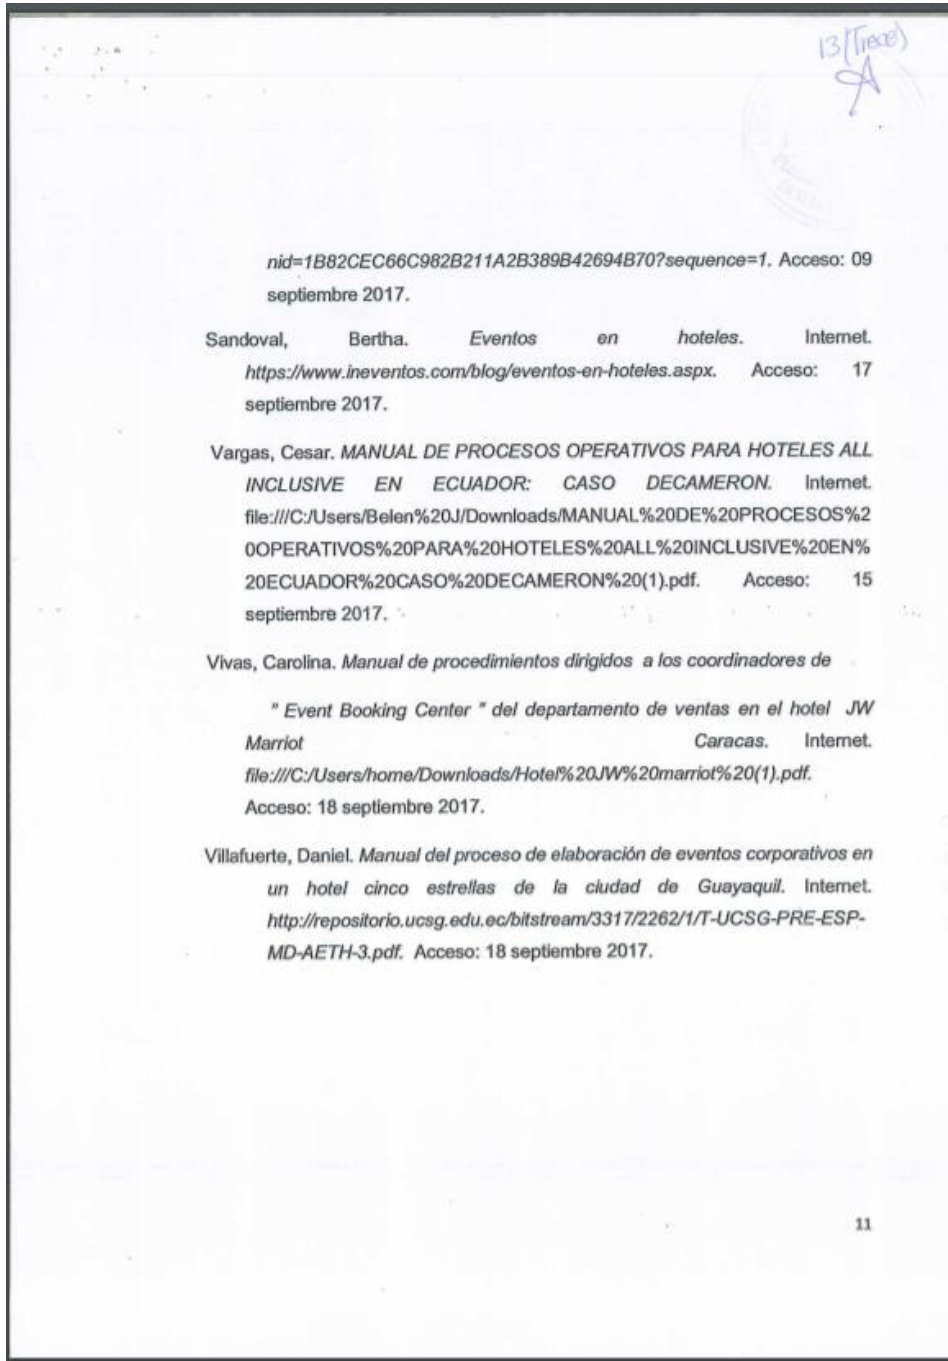 13 (Trece)
nid=1B82CEC66C982B211A2B389B42694B70?sequence=1. Acceso: 09
septiembre 2017.
Sandoval, Bertha. Eventos en hoteles. Internet.
https://www.ineventos.com/blog/eventos-en-hoteles.aspx. Acceso: 17
septiembre 2017.
Vargas, Cesar. MANUAL DE PROCESOS OPERATIVOS PARA HOTELES ALL
INCLUSIVE EN ECUADOR: CASO DECAMERON. Internet.
file:///C:/Users/Belen%20J/Downloads/MANUAL%20DE%20PROCESOS%2
0OPERATIVOS%20PARA%20HOTELES%20ALL%20INCLUSIVE%20EN%
20ECUADOR%20CASO%20DECAMERON%20(1).pdf. Acceso: 15
septiembre 2017.
Vivas, Carolina. Manual de procedimientos dirigidos a los coordinadores de
" Event Booking Center " del departamento de ventas en el hotel JW
Marriot Caracas. Internet.
file:///C:/Users/home/Downloads/Hotel%20JW%20marriot%20(1).pdf.
Acceso: 18 septiembre 2017.
Villafuerte, Daniel. Manual del proceso de elaboración de eventos corporativos en
un hotel cinco estrellas de la ciudad de Guayaquil. Internet.
http://repositorio.ucsg.edu.ec/bitstream/3317/2262/1/T-UCSG-PRE-ESP-
MD-AETH-3.pdf. Acceso: 18 septiembre 2017.
11